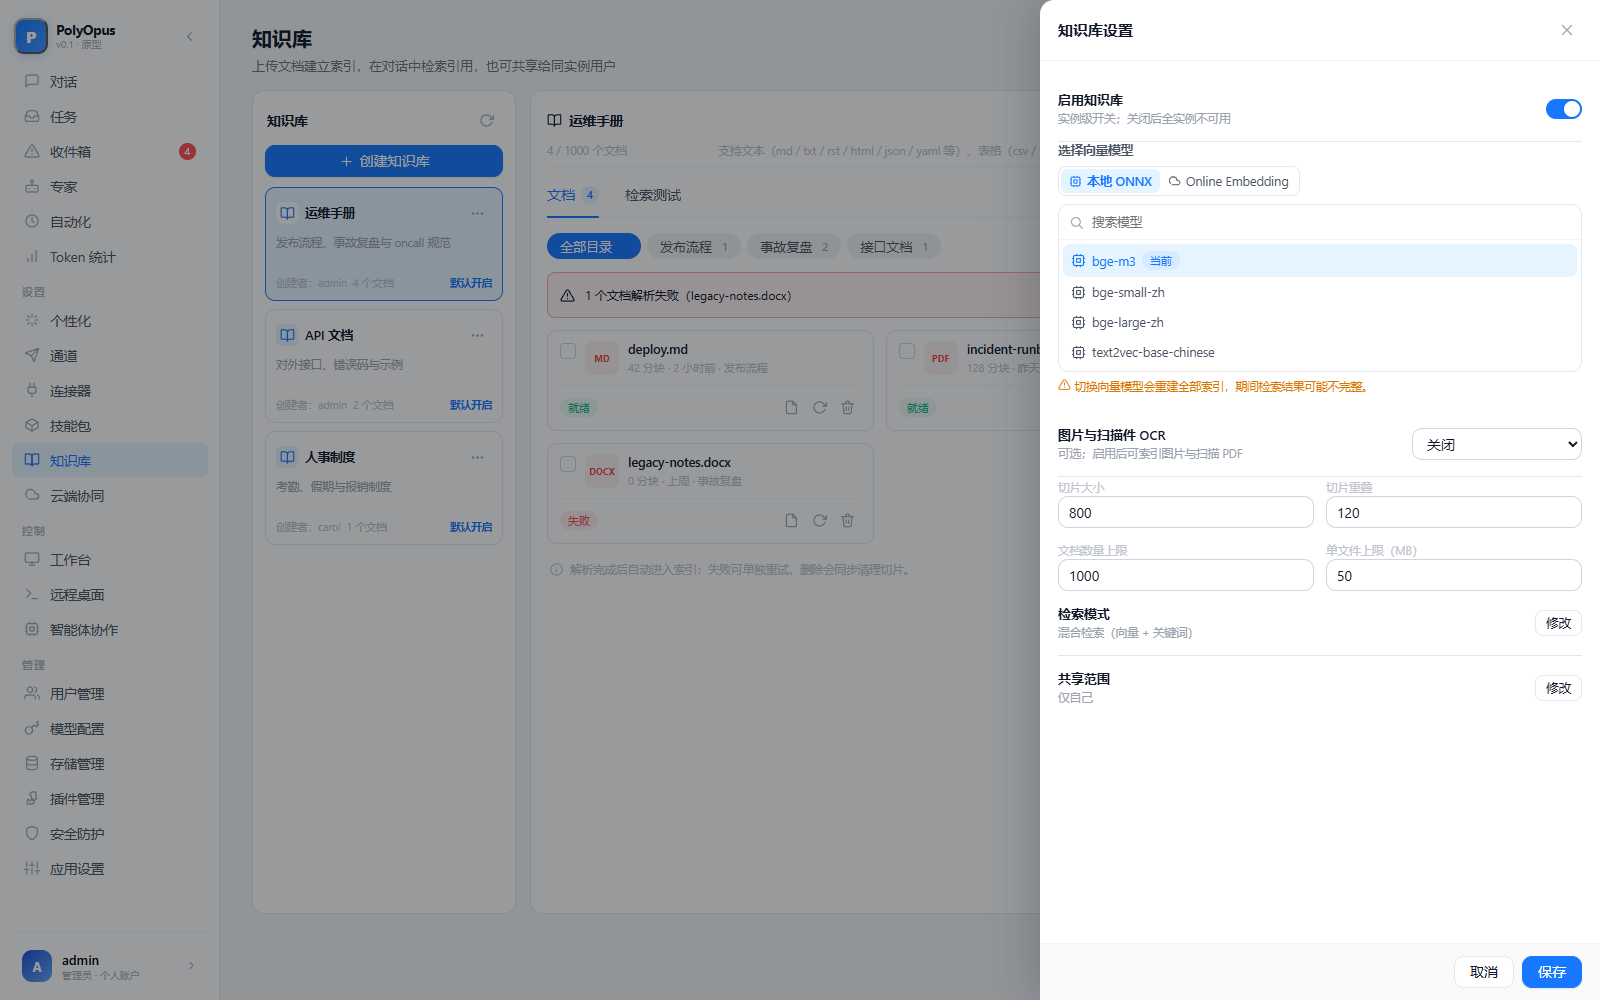 P
PolyOpus
v0.1 · 原型
对话
任务
收件箱
4
专家
自动化
Token 统计
设置
个性化
通道
连接器
技能包
知识库
云端协同
控制
工作台
远程桌面
智能体协作
管理
用户管理
模型配置
存储管理
插件管理
安全防护
应用设置
A
admin
管理员 · 个人账户
知识库
上传文档建立索引，在对话中检索引用，也可共享给同实例用户
知识库
创建知识库
运维手册
发布流程、事故复盘与 oncall 规范
创建者：admin 4 个文档
默认开启
API 文档
对外接口、错误码与示例
创建者：admin 2 个文档
默认开启
人事制度
考勤、假期与报销制度
创建者：carol 1 个文档
默认开启
运维手册
4 / 1000 个文档
支持文本（md / txt / rst / html / json / yaml 等）、表格（csv /
文档 4
检索测试
全部目录
发布流程 1
事故复盘 2
接口文档 1
1 个文档解析失败（legacy-notes.docx）
MD
deploy.md
42 分块 · 2 小时前 · 发布流程
就绪
PDF
incident-runb
128 分块 · 昨天
就绪
DOCX
legacy-notes.docx
0 分块 · 上周 · 事故复盘
失败
解析完成后自动进入索引；失败可单独重试，删除会同步清理切片。
知识库设置
启用知识库
实例级开关；关闭后全实例不可用
选择向量模型
本地 ONNX
Online Embedding
搜索模型
bge-m3 当前
bge-small-zh
bge-large-zh
text2vec-base-chinese
切换向量模型会重建全部索引，期间检索结果可能不完整。
图片与扫描件 OCR
可选；启用后可索引图片与扫描 PDF
关闭
切片大小
800
切片重叠
120
文档数量上限
1000
单文件上限（MB）
50
检索模式
混合检索（向量 + 关键词）
修改
共享范围
仅自己
修改
取消
保存